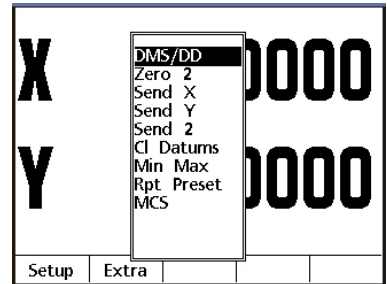 X 0000
DMS/DD
Zero 2
Send X
Send Y
Send 2
Cl Datums
Min Max
Rpt Preset
MCS
Y 0000
Setup Extra